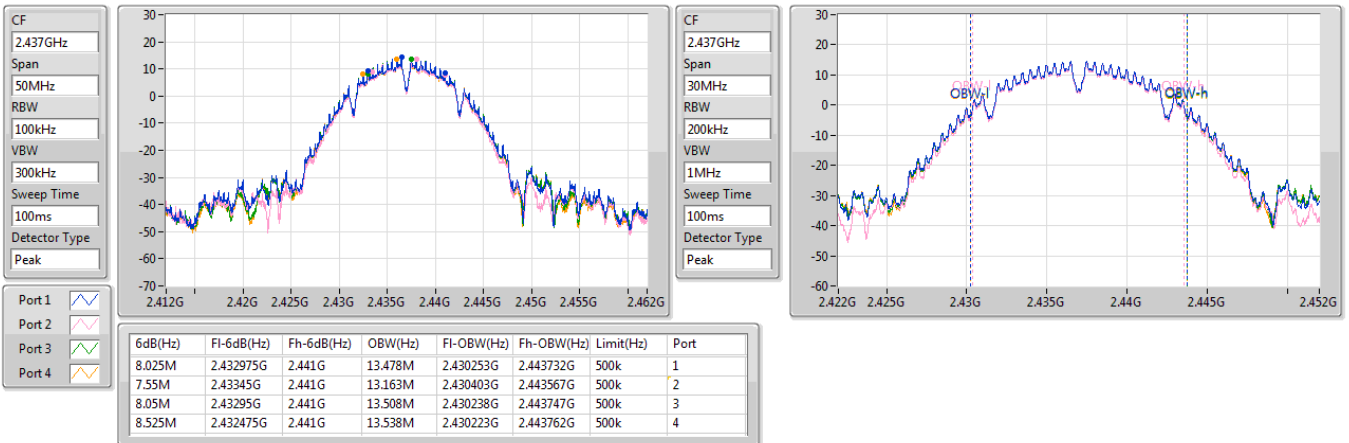 CF
2.437GHz
Span
50MHz
RBW
100kHz
VBW
300kHz
Sweep Time
100ms
Detector Type
Peak
30
20
10
0
-10
-20
-30
-40
-50
-60
-70
2.412G 2.42G 2.425G 2.43G 2.435G 2.44G 2.445G 2.45G 2.455G 2.462G
CF
2.437GHz
Span
30MHz
RBW
200kHz
VBW
1MHz
Sweep Time
100ms
Detector Type
Peak
30
20
10
0
-10
-20
-30
-40
-50
-60
OBW-l OBW-h
2.422G 2.425G 2.43G 2.435G 2.44G 2.445G 2.452G
Port 1
Port 2
Port 3
Port 4
6dB(Hz) Fl-6dB(Hz) Fh-6dB(Hz) OBW(Hz) Fl-OBW(Hz) Fh-OBW(Hz) Limit(Hz) Port
8.025M 2.432975G 2.441G 13.478M 2.430253G 2.443732G 500k 1
7.55M 2.43345G 2.441G 13.163M 2.430403G 2.443567G 500k 2
8.05M 2.43295G 2.441G 13.508M 2.430238G 2.443747G 500k 3
8.525M 2.432475G 2.441G 13.538M 2.430223G 2.443762G 500k 4